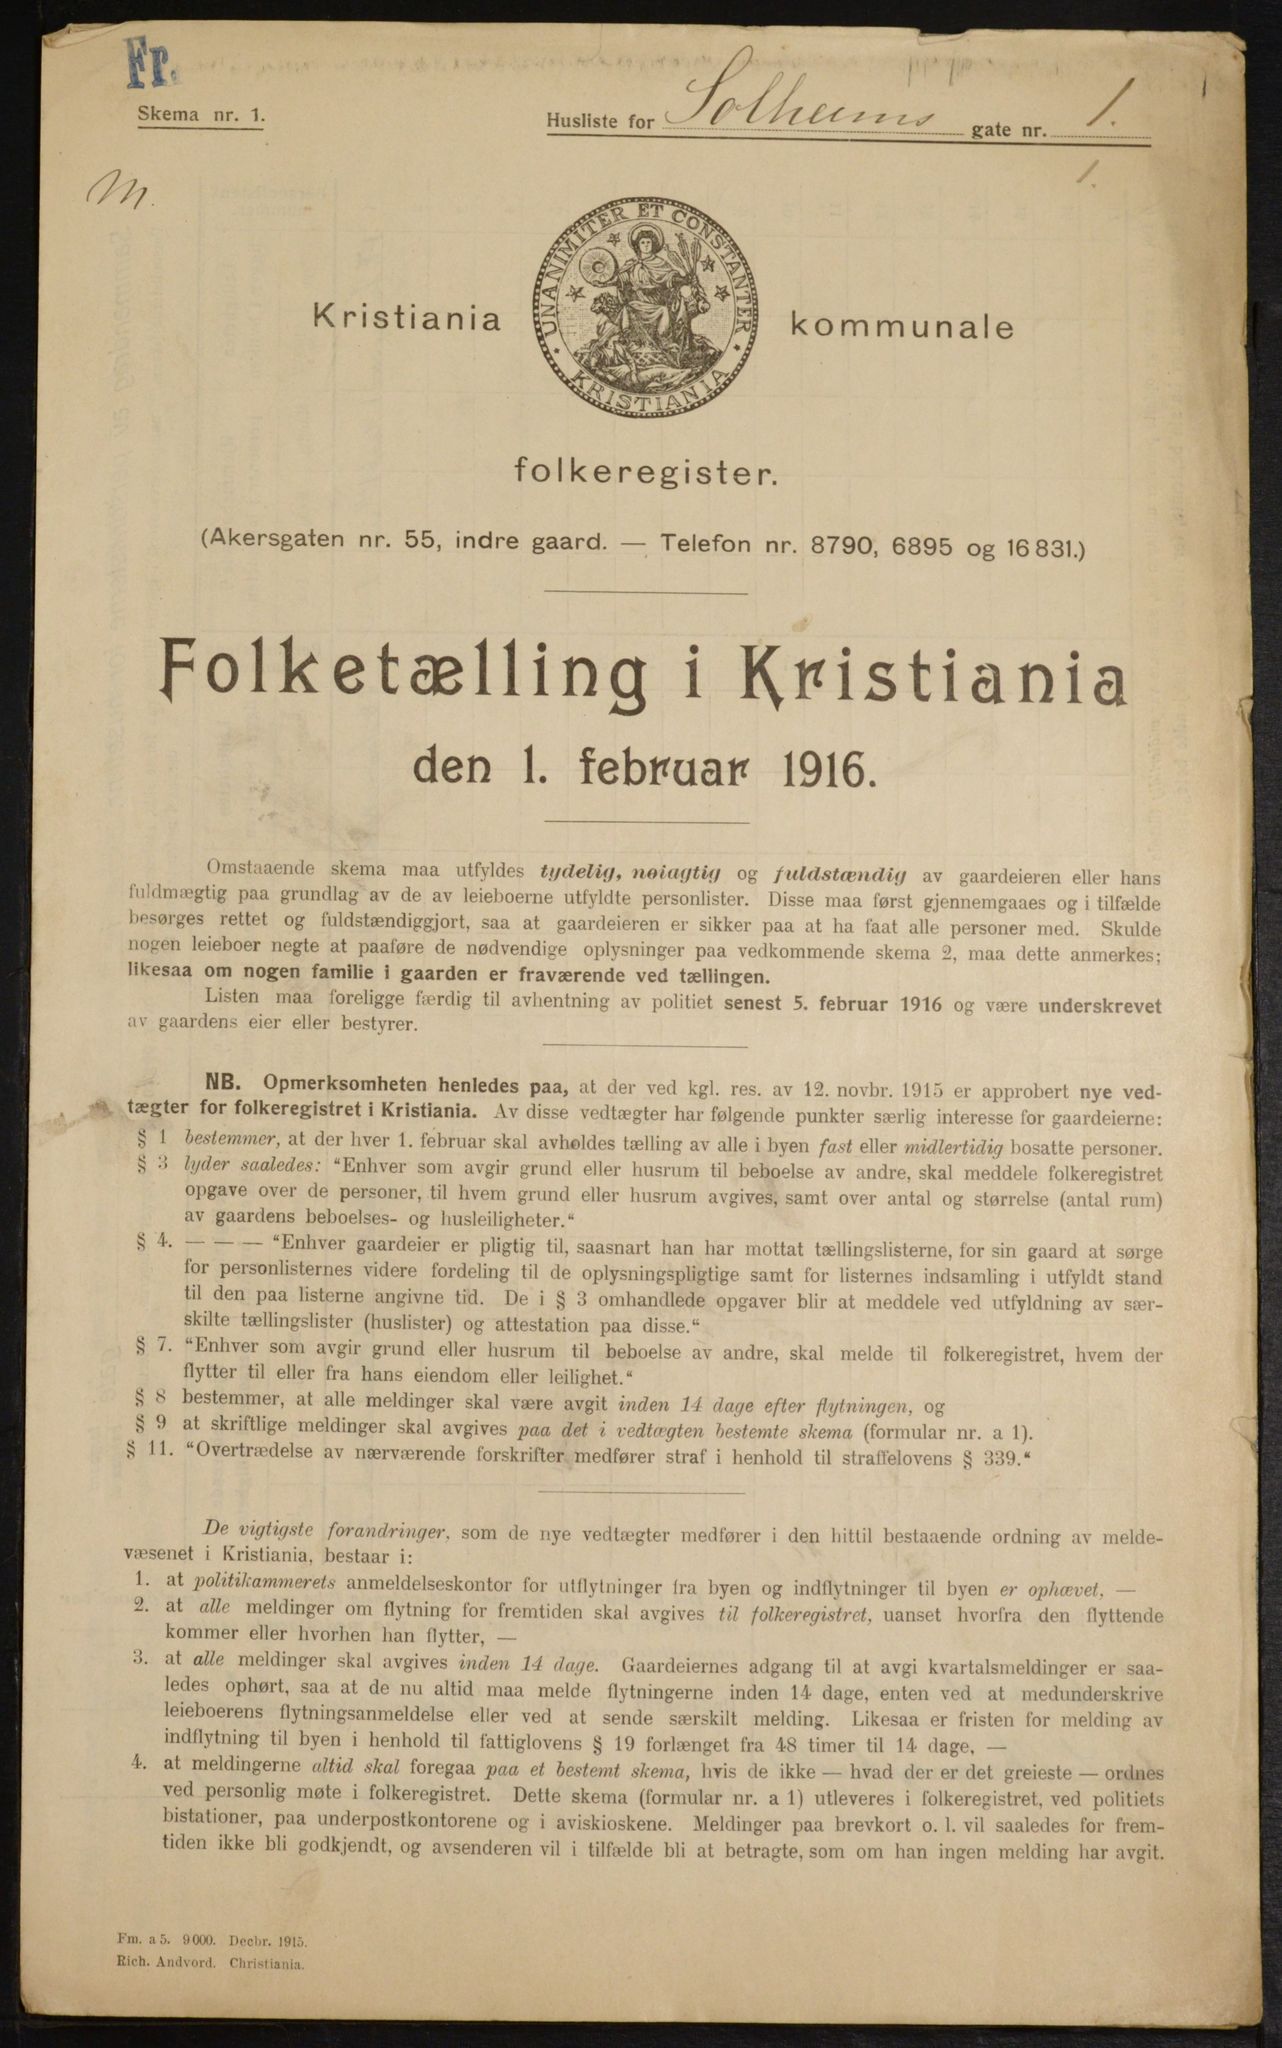 Fr.
Skema nr. 1.
Husliste for Solheims gate nr. 1.
1.
M.
UNANIMITER ET CONSTANTER
KRISTIANIA
Kristiania kommunale
folkeregister.
(Akersgaten nr. 55, indre gaard. — Telefon nr. 8790, 6895 og 16 831.)
Folketælling i Kristiania
den 1. februar 1916.
Omstaaende skema maa utfyldes tydelig, nøiagtig og fuldstændig av gaardeieren eller hans
fuldmægtig paa grundlag av de av leieboerne utfyldte personlister. Disse maa først gjennemgaaes og i tilfælde
besørges rettet og fuldstændiggjort, saa at gaardeieren er sikker paa at ha faat alle personer med. Skulde
nogen leieboer negte at paaføre de nødvendige oplysninger paa vedkommende skema 2, maa dette anmerkes;
likesaa om nogen familie i gaarden er fraværende ved tællingen.
Listen maa foreligge færdig til avhentning av politiet senest 5. februar 1916 og være underskrevet
av gaardens eier eller bestyrer.
NB. Opmerksomheten henledes paa, at der ved kgl. res. av 12. novbr. 1915 er approbert nye ved-
tægter for folkeregistret i Kristiania. Av disse vedtægter har følgende punkter særlig interesse for gaardeierne:
§ 1 bestemmer, at der hver 1. februar skal avholdes tælling av alle i byen fast eller midlertidig bosatte personer.
§ 3 lyder saaledes: "Enhver som avgir grund eller husrum til beboelse av andre, skal meddele folkeregistret
opgave over de personer, til hvem grund eller husrum avgives, samt over antal og størrelse (antal rum)
av gaardens beboelses- og husleiligheter.“
§ 4. — — — "Enhver gaardeier er pligtig til, saasnart han har mottat tællingslisterne, for sin gaard at sørge
for personlisternes videre fordeling til de oplysningspligtige samt for listernes indsamling i utfyldt stand
til den paa listerne angivne tid. De i § 3 omhandlede opgaver blir at meddele ved utfyldning av sær-
skilte tællingslister (huslister) og attestation paa disse.“
§ 7. "Enhver som avgir grund eller husrum til beboelse av andre, skal melde til folkeregistret, hvem der
flytter til eller fra hans eiendom eller leilighet.“
§ 8 bestemmer, at alle meldinger skal være avgit inden 14 dage efter flytningen, og
§ 9 at skriftlige meldinger skal avgives paa det i vedtægten bestemte skema (formular nr. a 1).
§ 11. "Overtrædelse av nærværende forskrifter medfører straf i henhold til straffelovens § 339.“
De vigtigste forandringer, som de nye vedtægter medfører i den hittil bestaaende ordning av melde-
væsenet i Kristiania, bestaar i:
1. at politikammerets anmeldelseskontor for utflytninger fra byen og indflytninger til byen er ophævet, —
2. at alle meldinger om flytning for fremtiden skal avgives til folkeregistret, uanset hvorfra den flyttende
kommer eller hvorhen han flytter, —
3. at alle meldinger skal avgives inden 14 dage. Gaardeiernes adgang til at avgi kvartalsmeldinger er saa-
ledes ophørt, saa at de nu altid maa melde flytningerne inden 14 dage, enten ved at medunderskrive
leieboerens flytningsanmeldelse eller ved at sende særskilt melding. Likesaa er fristen for melding av
indflytning til byen i henhold til fattiglovens § 19 forlænget fra 48 timer til 14 dage, —
4. at meldingerne altid skal foregaa paa et bestemt skema, hvis de ikke — hvad der er det greieste — ordnes
ved personlig møte i folkeregistret. Dette skema (formular nr. a 1) utleveres i folkeregistret, ved politiets
bistationer, paa underpostkontorene og i aviskioskene. Meldinger paa brevkort o. l. vil saaledes for frem-
tiden ikke bli godkjendt, og avsenderen vil i tilfælde bli at betragte, som om han ingen melding har avgit.
Fm. a 5. 9 000. Decbr. 1915.
Rich. Andvord. Christiania.